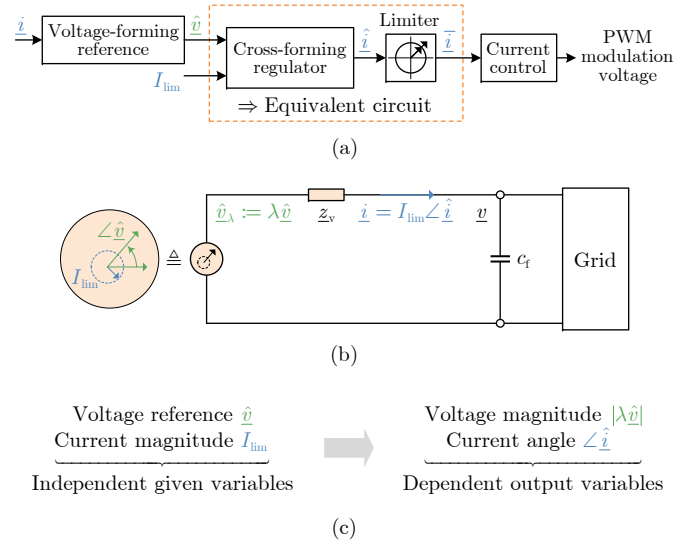 i
Voltage-forming
reference
v̂
I_lim
Cross-forming
regulator
î
Limiter
i̅
Current
control
PWM
modulation
voltage
⇒ Equivalent circuit
(a)
∠v̂
I_lim
≜
v̂_λ := λv̂
z_v
i = I_lim∠î
v
c_f
Grid
(b)
Voltage reference v̂
Current magnitude I_lim
Independent given variables
Voltage magnitude |λv̂|
Current angle ∠î
Dependent output variables
(c)